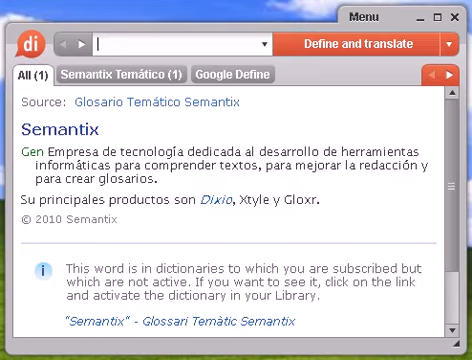 Menu
di
Define and translate
All (1) Semantix Temático (1) Google Define
Source: Glosario Temático Semantix
Semantix
Gen Empresa de tecnología dedicada al desarrollo de herramientas
informáticas para comprender textos, para mejorar la redacción y
para crear glosarios.
Su principales productos son Dixio, Xtyle y Gloxr.
© 2010 Semantix
i
This word is in dictionaries to which you are subscribed but
which are not active. If you want to see it, click on the link
and activate the dictionary in your Library.
"Semantix" - Glossari Temàtic Semantix